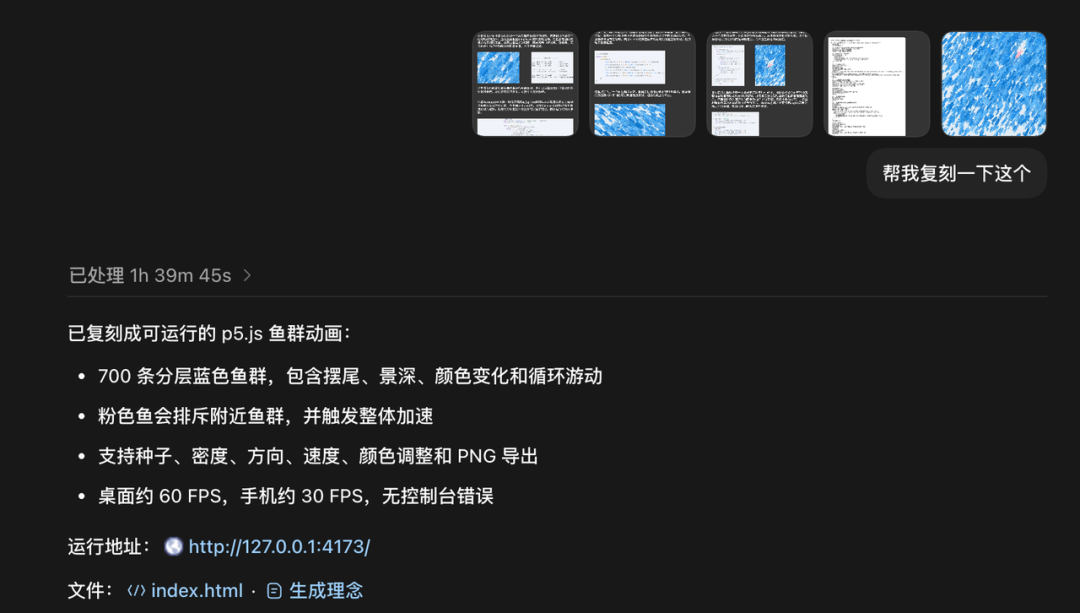 帮我复刻一下这个
已处理 1h 39m 45s
已复刻成可运行的 p5.js 鱼群动画：
700 条分层蓝色鱼群，包含摆尾、景深、颜色变化和循环游动
粉色鱼会排斥附近鱼群，并触发整体加速
支持种子、密度、方向、速度、颜色调整和 PNG 导出
桌面约 60 FPS，手机约 30 FPS，无控制台错误
运行地址： http://127.0.0.1:4173/
文件： index.html · 生成理念